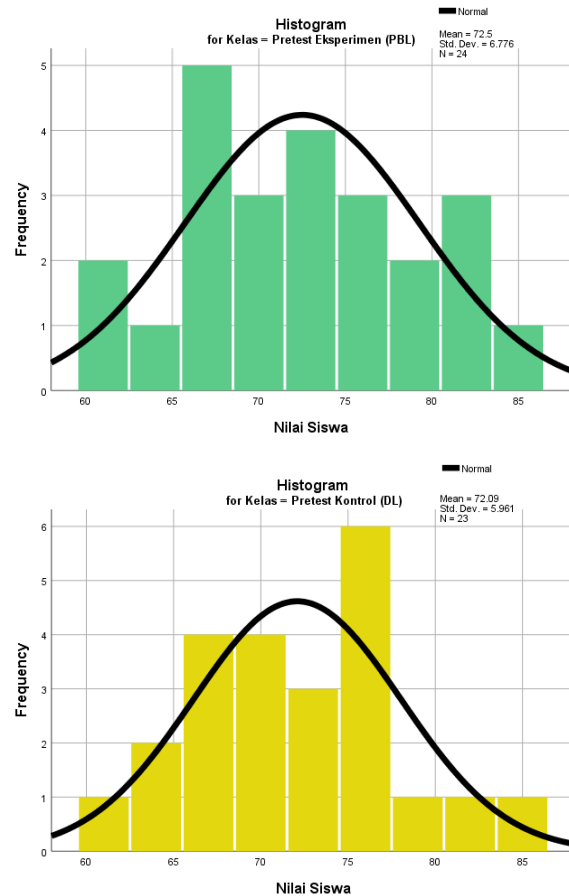 Histogram
for Kelas = Pretest Eksperimen (PBL)
Normal
Mean = 72.5
Std. Dev. = 6.776
N = 24
Frequency
5
4
3
2
1
0
60 65 70 75 80 85
Nilai Siswa
Histogram
for Kelas = Pretest Kontrol (DL)
Normal
Mean = 72.09
Std. Dev. = 5.961
N = 23
Frequency
6
5
4
3
2
1
0
60 65 70 75 80 85
Nilai Siswa